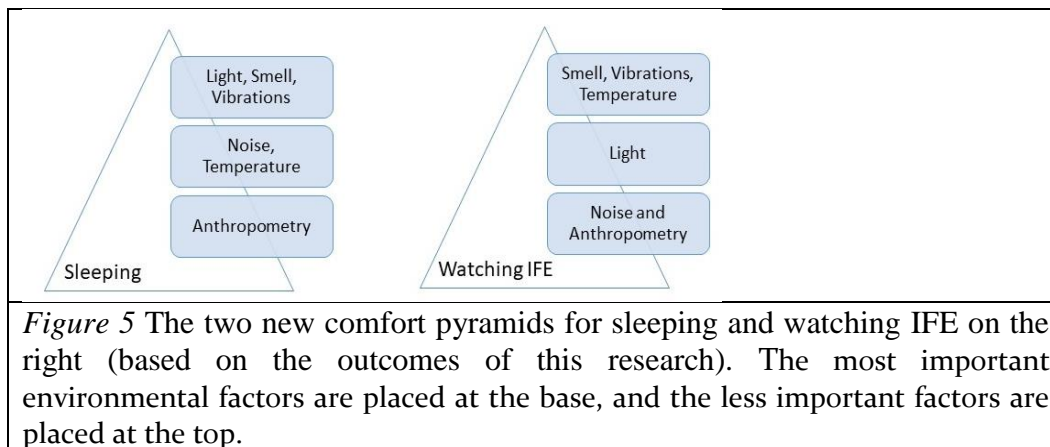 Light, Smell,
Vibrations
Noise,
Temperature
Anthropometry
Sleeping
Smell, Vibrations,
Temperature
Light
Noise and
Anthropometry
Watching IFE
Figure 5 The two new comfort pyramids for sleeping and watching IFE on the
right (based on the outcomes of this research). The most important
environmental factors are placed at the base, and the less important factors are
placed at the top.